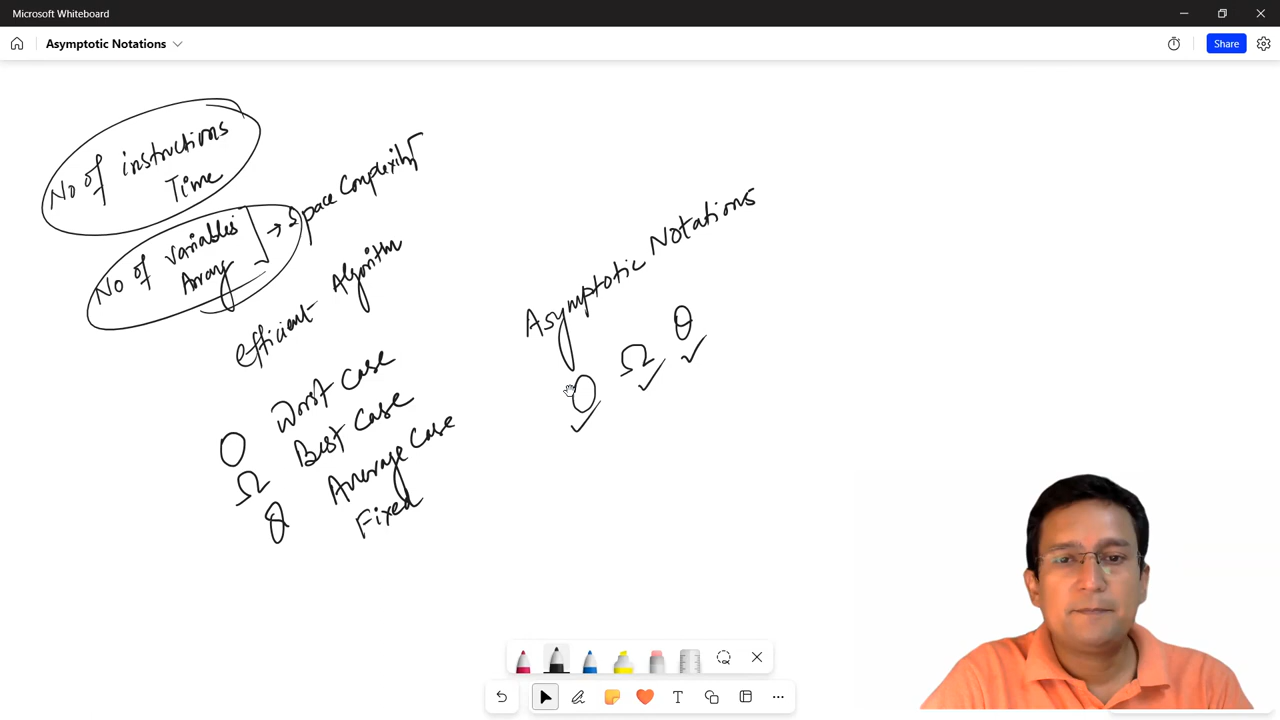 Microsoft Whiteboard
Asymptotic Notations
Share
No of instructions
Time
No of variables
Array
→ Space Complexity
Efficient Algorithm
Asymptotic Notations
O Ω θ
O Worst Case
Ω Best Case
θ Average Case
Fixed
T